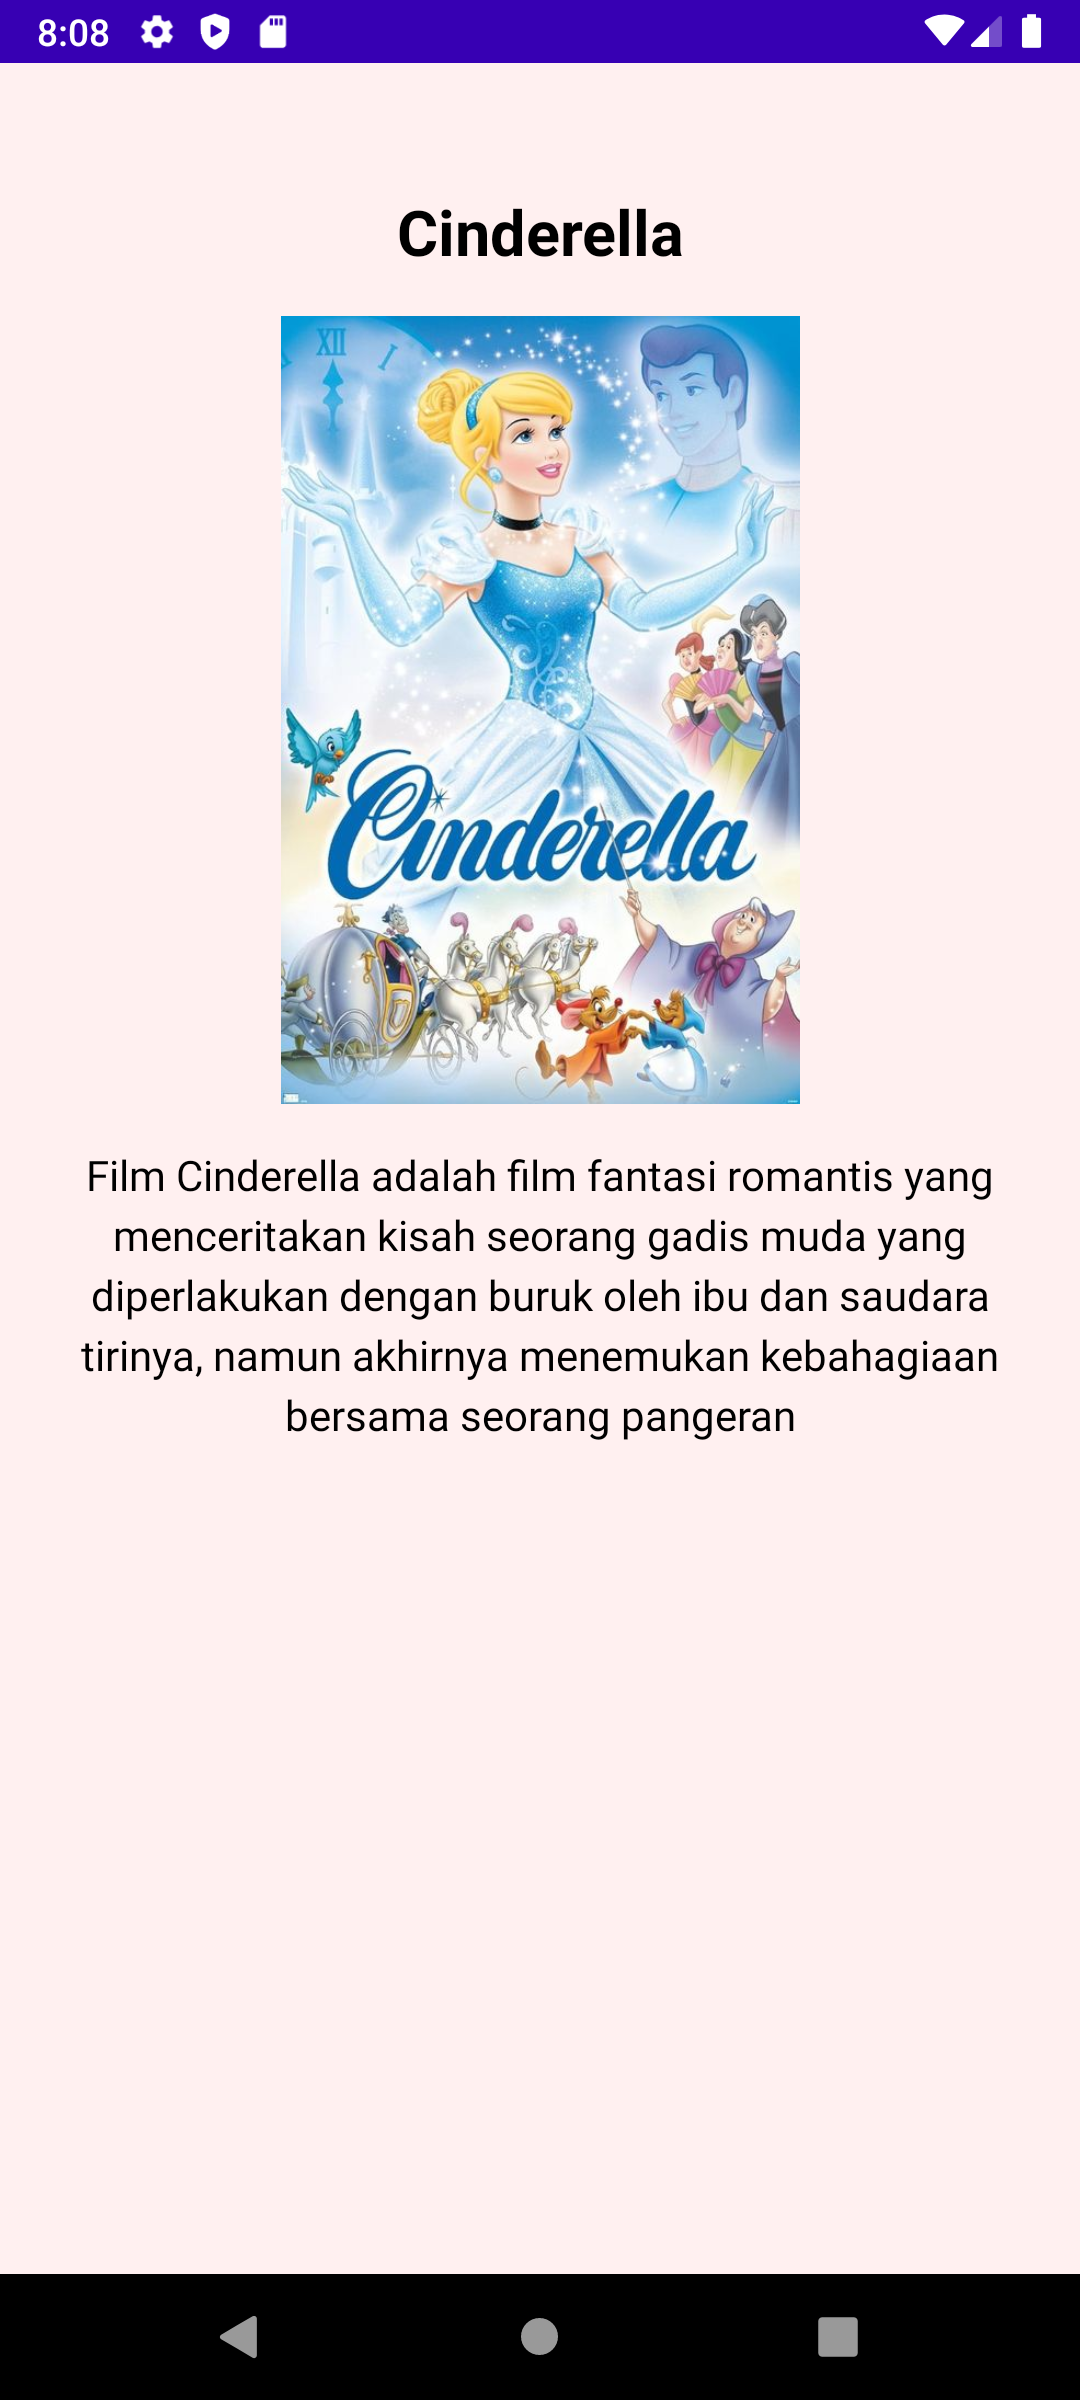 8:08
Cinderella
XII
I
Cinderella
Film Cinderella adalah film fantasi romantis yang
menceritakan kisah seorang gadis muda yang
diperlakukan dengan buruk oleh ibu dan saudara
tirinya, namun akhirnya menemukan kebahagiaan
bersama seorang pangeran